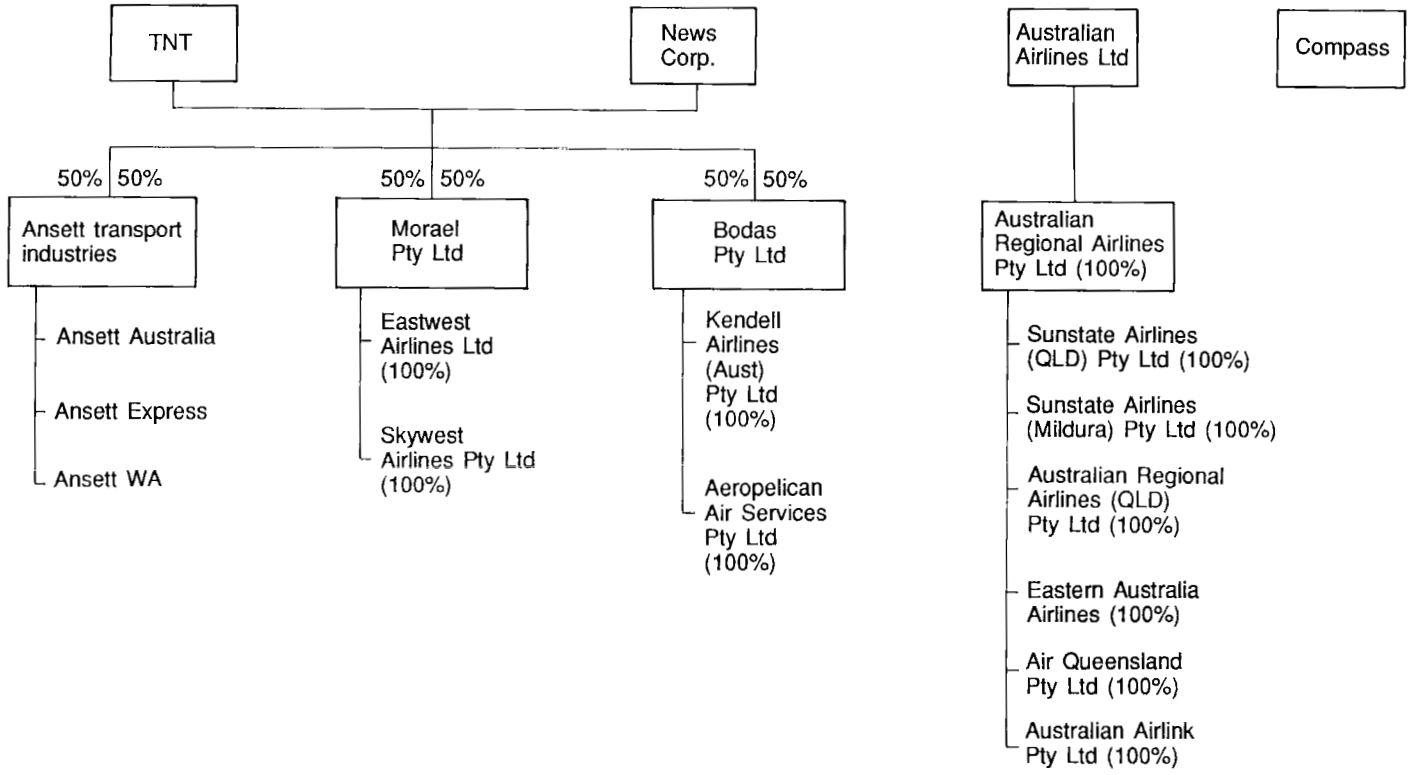 TNT
News
Corp.
Australian
Airlines Ltd
Compass
50% 50%
50% 50%
50% 50%
Ansett transport
industries
Morael
Pty Ltd
Bodas
Pty Ltd
Australian
Regional Airlines
Pty Ltd (100%)
Ansett Australia
Ansett Express
Ansett WA
Eastwest
Airlines Ltd
(100%)
Skywest
Airlines Pty Ltd
(100%)
Kendell
Airlines
(Aust)
Pty Ltd
(100%)
Aeropelican
Air Services
Pty Ltd
(100%)
Sunstate Airlines
(QLD) Pty Ltd (100%)
Sunstate Airlines
(Mildura) Pty Ltd (100%)
Australian Regional
Airlines (QLD)
Pty Ltd (100%)
Eastern Australia
Airlines (100%)
Air Queensland
Pty Ltd (100%)
Australian Airlink
Pty Ltd (100%)